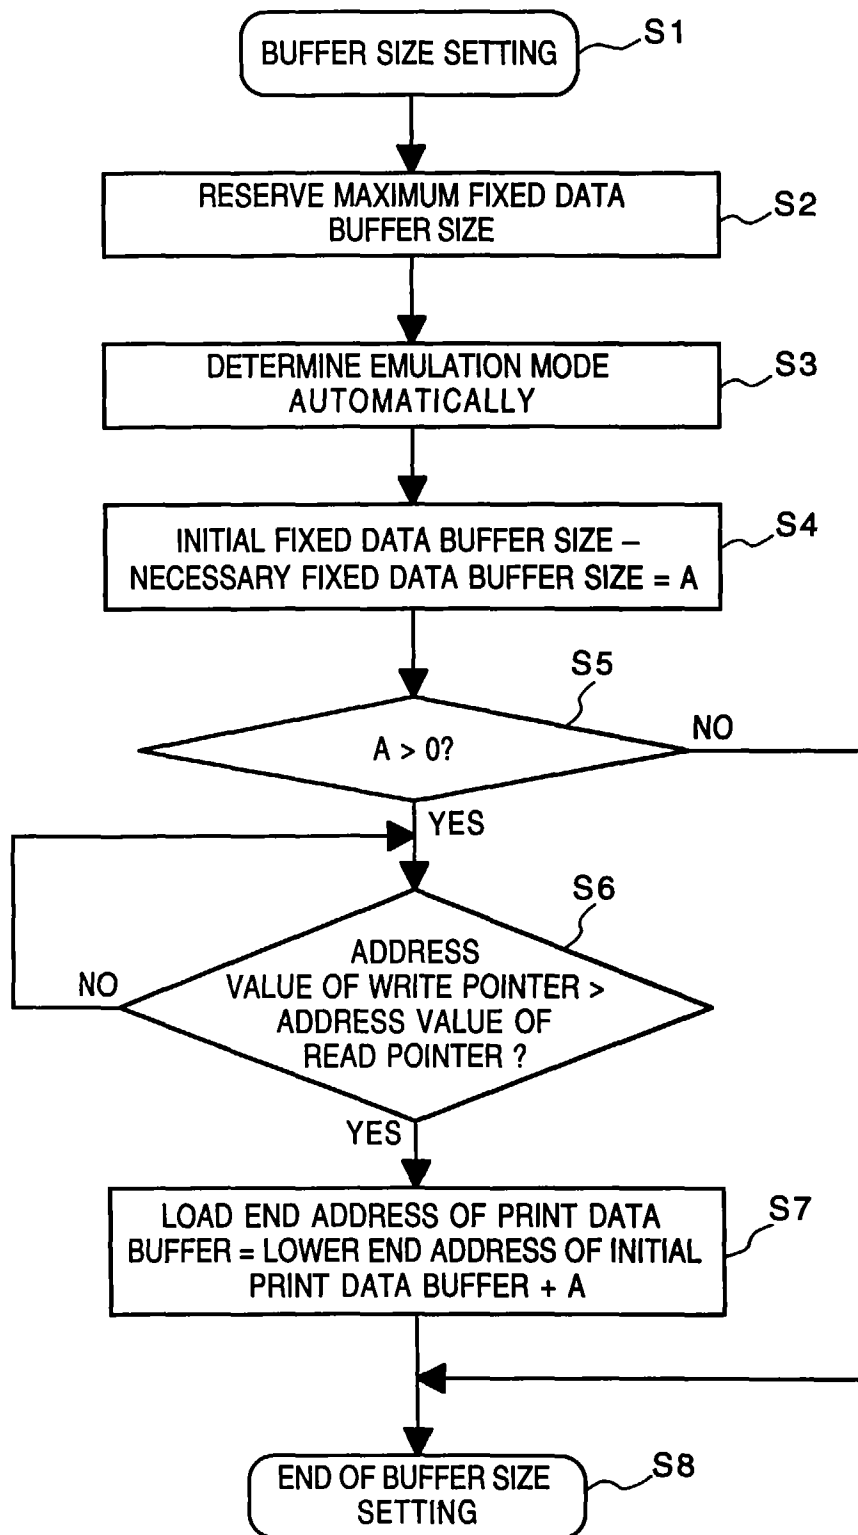 BUFFER SIZE SETTING
S1
RESERVE MAXIMUM FIXED DATA
BUFFER SIZE
S2
DETERMINE EMULATION MODE
AUTOMATICALLY
S3
INITIAL FIXED DATA BUFFER SIZE –
NECESSARY FIXED DATA BUFFER SIZE = A
S4
S5
A > 0?
NO
YES
S6
ADDRESS
VALUE OF WRITE POINTER >
ADDRESS VALUE OF
READ POINTER ?
NO
YES
LOAD END ADDRESS OF PRINT DATA
BUFFER = LOWER END ADDRESS OF INITIAL
PRINT DATA BUFFER + A
S7
END OF BUFFER SIZE
SETTING
S8